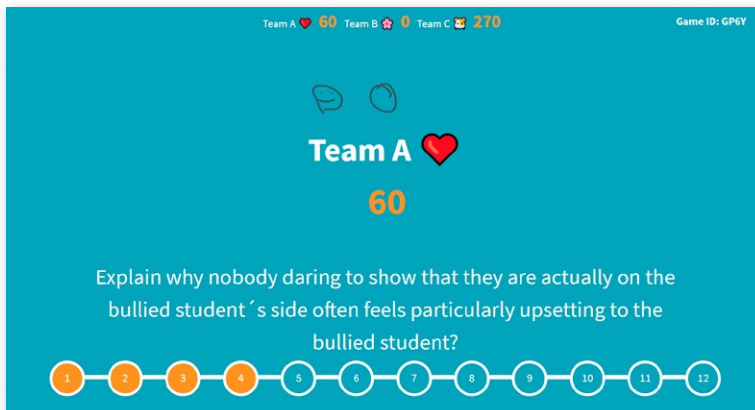 Team A ❤️ 60 Team B 🌸 0 Team C 🐹 270 Game ID: GP6Y
Team A ❤️
60
Explain why nobody daring to show that they are actually on the
bullied student´s side often feels particularly upsetting to the
bullied student?
1 2 3 4 5 6 7 8 9 10 11 12